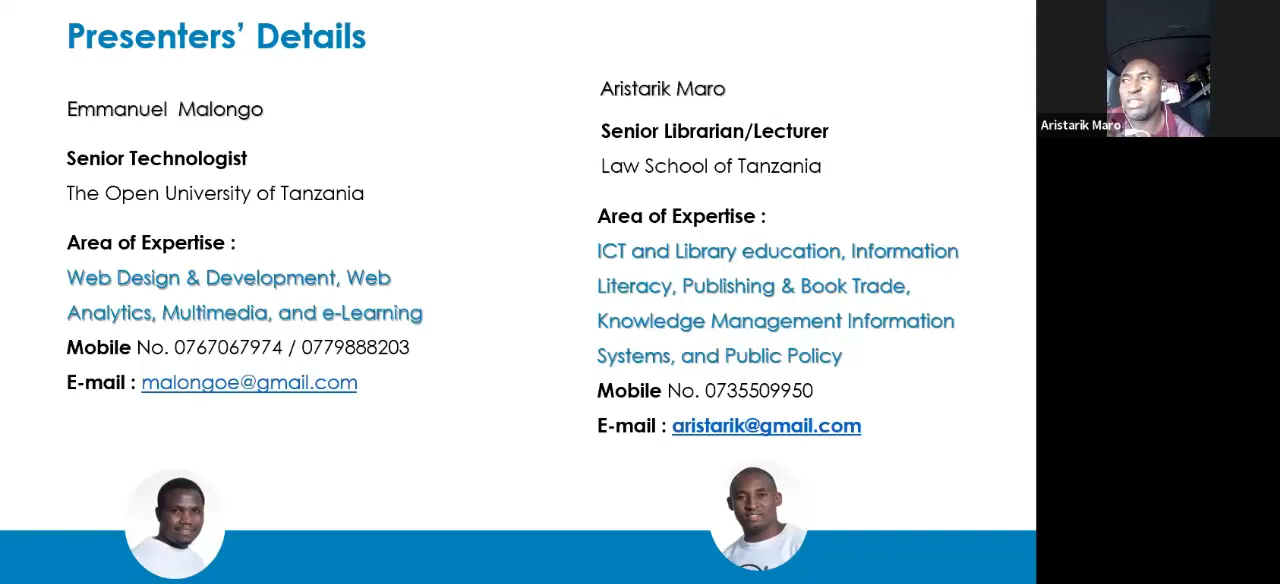 Presenters' Details
Emmanuel Malongo
Senior Technologist
The Open University of Tanzania
Area of Expertise :
Web Design & Development, Web
Analytics, Multimedia, and e-Learning
Mobile No. 0767067974 / 0779888203
E-mail : malongoe@gmail.com
Aristarik Maro
Senior Librarian/Lecturer
Law School of Tanzania
Area of Expertise :
ICT and Library education, Information
Literacy, Publishing & Book Trade,
Knowledge Management Information
Systems, and Public Policy
Mobile No. 0735509950
E-mail : aristarik@gmail.com
Aristarik Maro